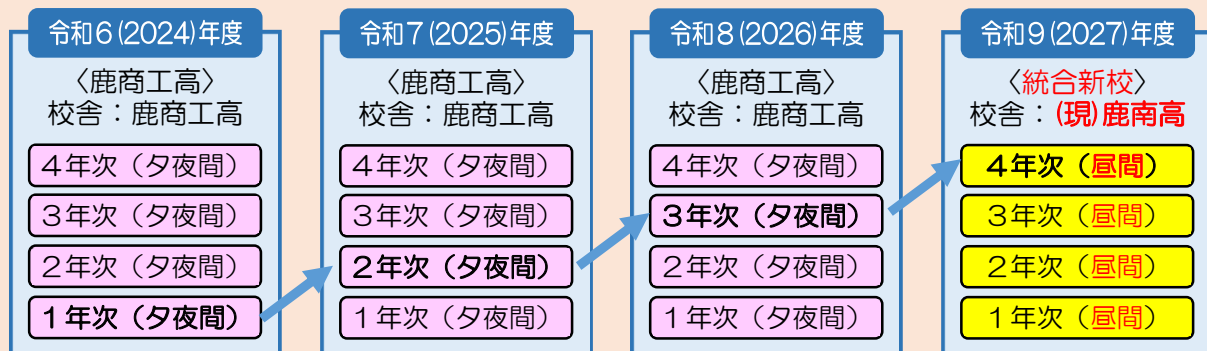 令和6(2024)年度
〈鹿商工高〉
校舎：鹿商工高
4年次（夕夜間）
3年次（夕夜間）
2年次（夕夜間）
1年次（夕夜間）
令和7(2025)年度
〈鹿商工高〉
校舎：鹿商工高
4年次（夕夜間）
3年次（夕夜間）
2年次（夕夜間）
1年次（夕夜間）
令和8(2026)年度
〈鹿商工高〉
校舎：鹿商工高
4年次（夕夜間）
3年次（夕夜間）
2年次（夕夜間）
1年次（夕夜間）
令和9(2027)年度
〈統合新校〉
校舎：(現)鹿南高
4年次（昼間）
3年次（昼間）
2年次（昼間）
1年次（昼間）